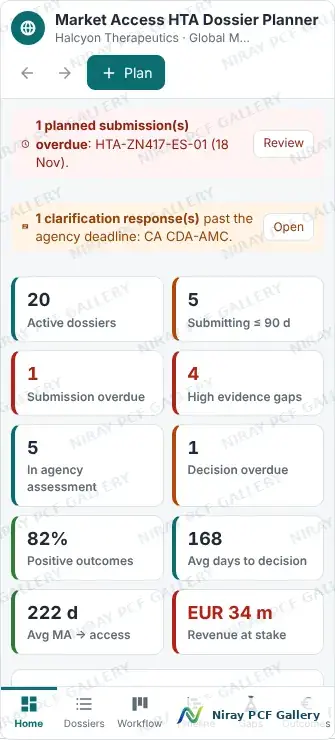 Market Access HTA Dossier Planner
Halcyon Therapeutics · Global M...
+ Plan
1 planned submission(s)
overdue: HTA-ZN417-ES-01 (18
Nov).
Review
1 clarification response(s) past the
agency deadline: CA CDA-AMC.
Open
20
Active dossiers
5
Submitting ≤ 90 d
1
Submission overdue
4
High evidence gaps
5
In agency
assessment
1
Decision overdue
82%
Positive outcomes
168
Avg days to decision
222 d
Avg MA → access
EUR 34 m
Revenue at stake
Home
Dossiers
Workflow
Niray PCF Gallery
NIRAY PCF GALLERY